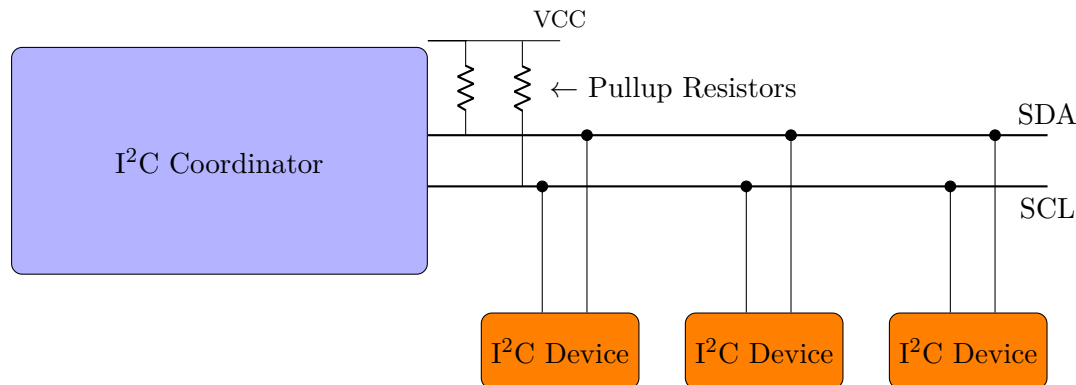 VCC
← Pullup Resistors
SDA
I²C Coordinator
SCL
I²C Device
I²C Device
I²C Device